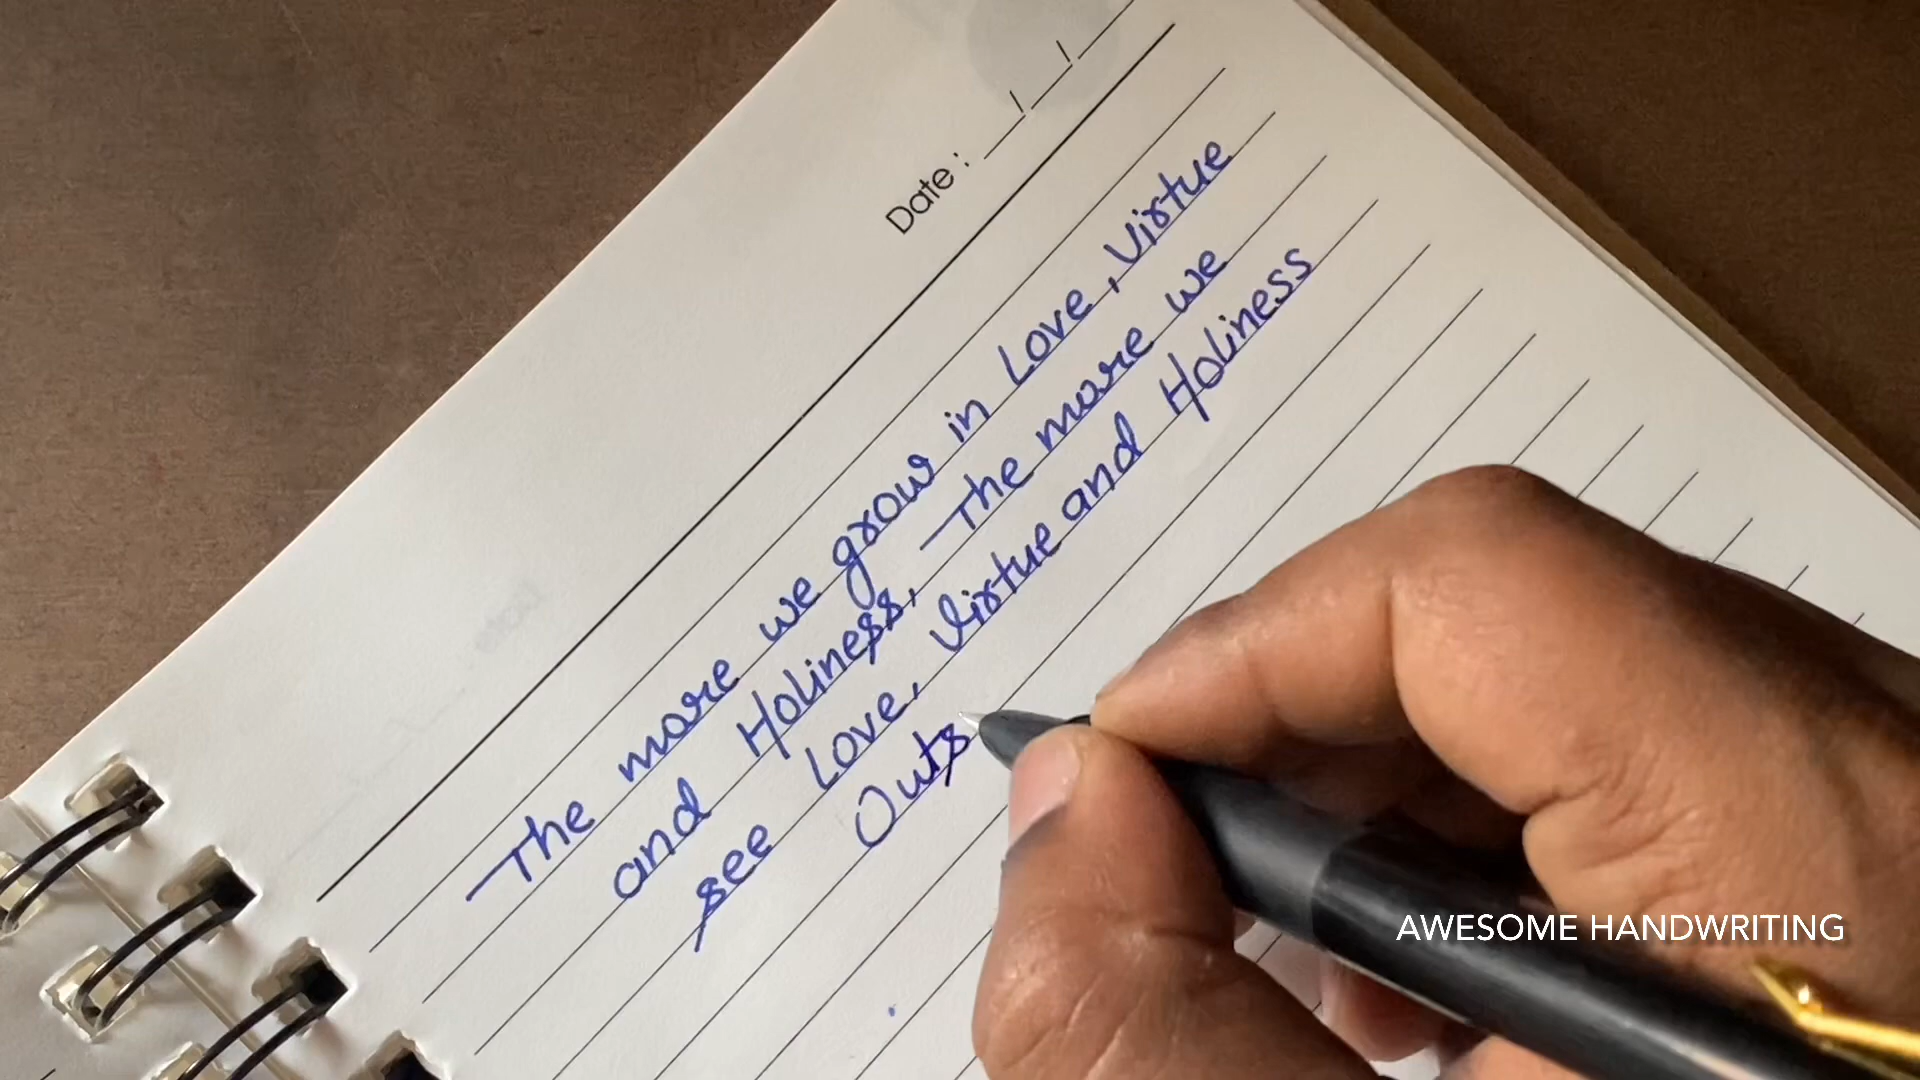 Date : / /
The more we grow in Love, Virtue
and Holiness, The more we
see Love, Virtue and Holiness
Outs
AWESOME HANDWRITING